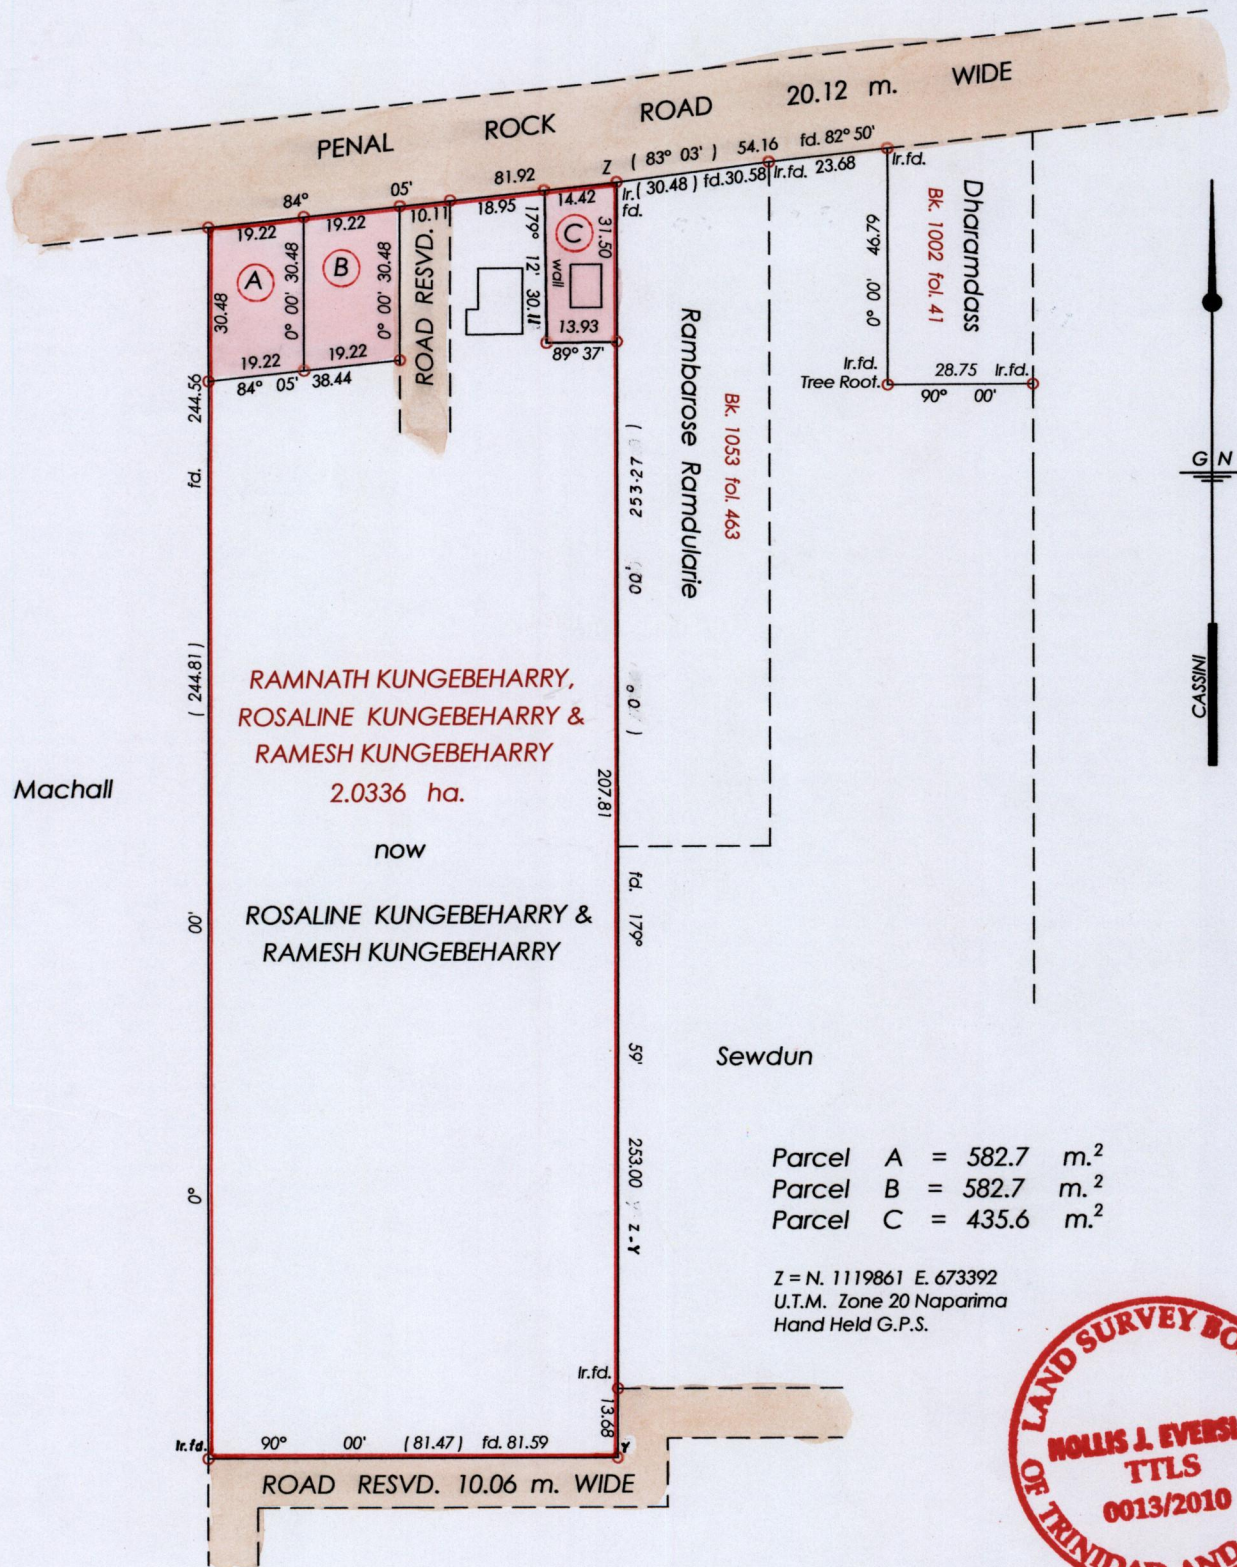 PENAL ROCK ROAD 20.12 m. WIDE
84° 05' 81.92 Z ( 83° 03' ) 54.16 fd. 82° 50'
19.22 19.22 10.11 18.95 14.42 Ir. fd. ( 30.48 ) fd.30.58 Ir.fd. 23.68 Ir.fd.
A
B
C
30.48
0° 00' 30.48
0° 00' 30.48
ROAD RESVD.
179° 12' 30.11
wall
31.50
13.93
89° 37'
19.22 19.22
84° 05' 38.44
0° 00' 46.79
Bk. 1002 fol. 41
Dharamdass
Ir.fd.
Tree Root.
28.75 Ir.fd.
90° 00'
Rambarose Ramdularie
Bk. 1053 fol. 463
G N
CASSINI
0° 00' ( 244.81 ) fd. 244.56
( 253.27 00' 0° )
207.81 fd. 179° 59' 253.00 Z - Y
RAMNATH KUNGEBEHARRY,
ROSALINE KUNGEBEHARRY &
RAMESH KUNGEBEHARRY
2.0336 ha.
now
ROSALINE KUNGEBEHARRY &
RAMESH KUNGEBEHARRY
Machall
Sewdun
Parcel A = 582.7 m.²
Parcel B = 582.7 m.²
Parcel C = 435.6 m.²
Z = N. 1119861 E. 673392
U.T.M. Zone 20 Naparima
Hand Held G.P.S.
Ir.fd.
13.68
Ir.fd.
90° 00' ( 81.47 ) fd. 81.59
Y
ROAD RESVD. 10.06 m. WIDE
LAND SURVEY BO
HOLLIS J. EVERS
TTLS
0013/2010
OF TRINIDAD AND